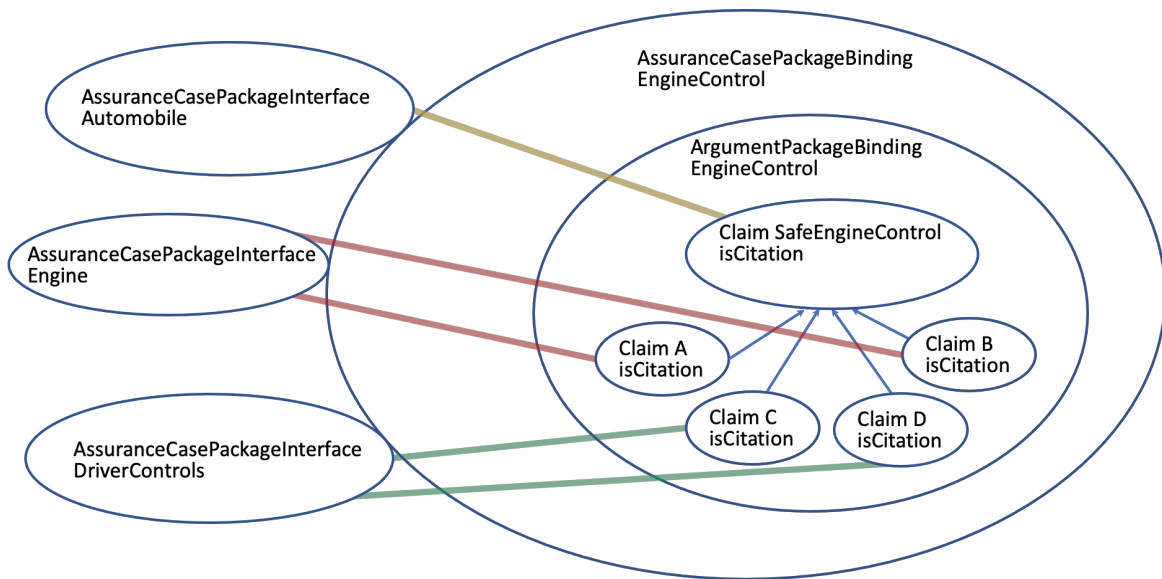 AssuranceCasePackageBinding
EngineControl
AssuranceCasePackageInterface
Automobile
ArgumentPackageBinding
EngineControl
Claim SafeEngineControl
isCitation
AssuranceCasePackageInterface
Engine
Claim A
isCitation
Claim B
isCitation
Claim C
isCitation
Claim D
isCitation
AssuranceCasePackageInterface
DriverControls